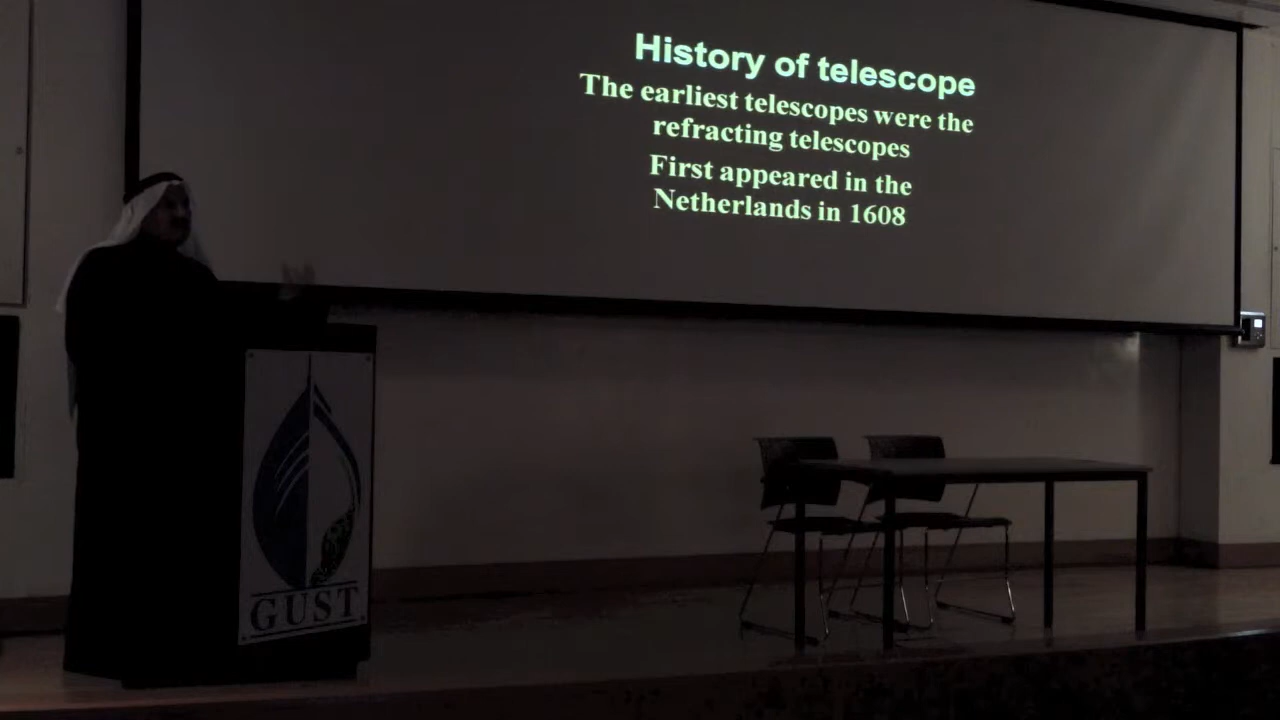 History of telescope
The earliest telescopes were the
refracting telescopes
First appeared in the
Netherlands in 1608
GUST